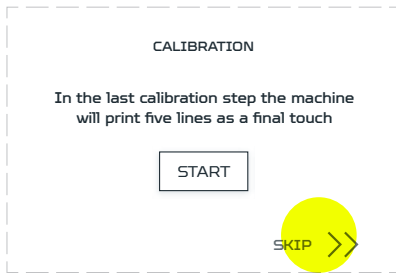 CALIBRATION
In the last calibration step the machine
will print five lines as a final touch
START
SKIP